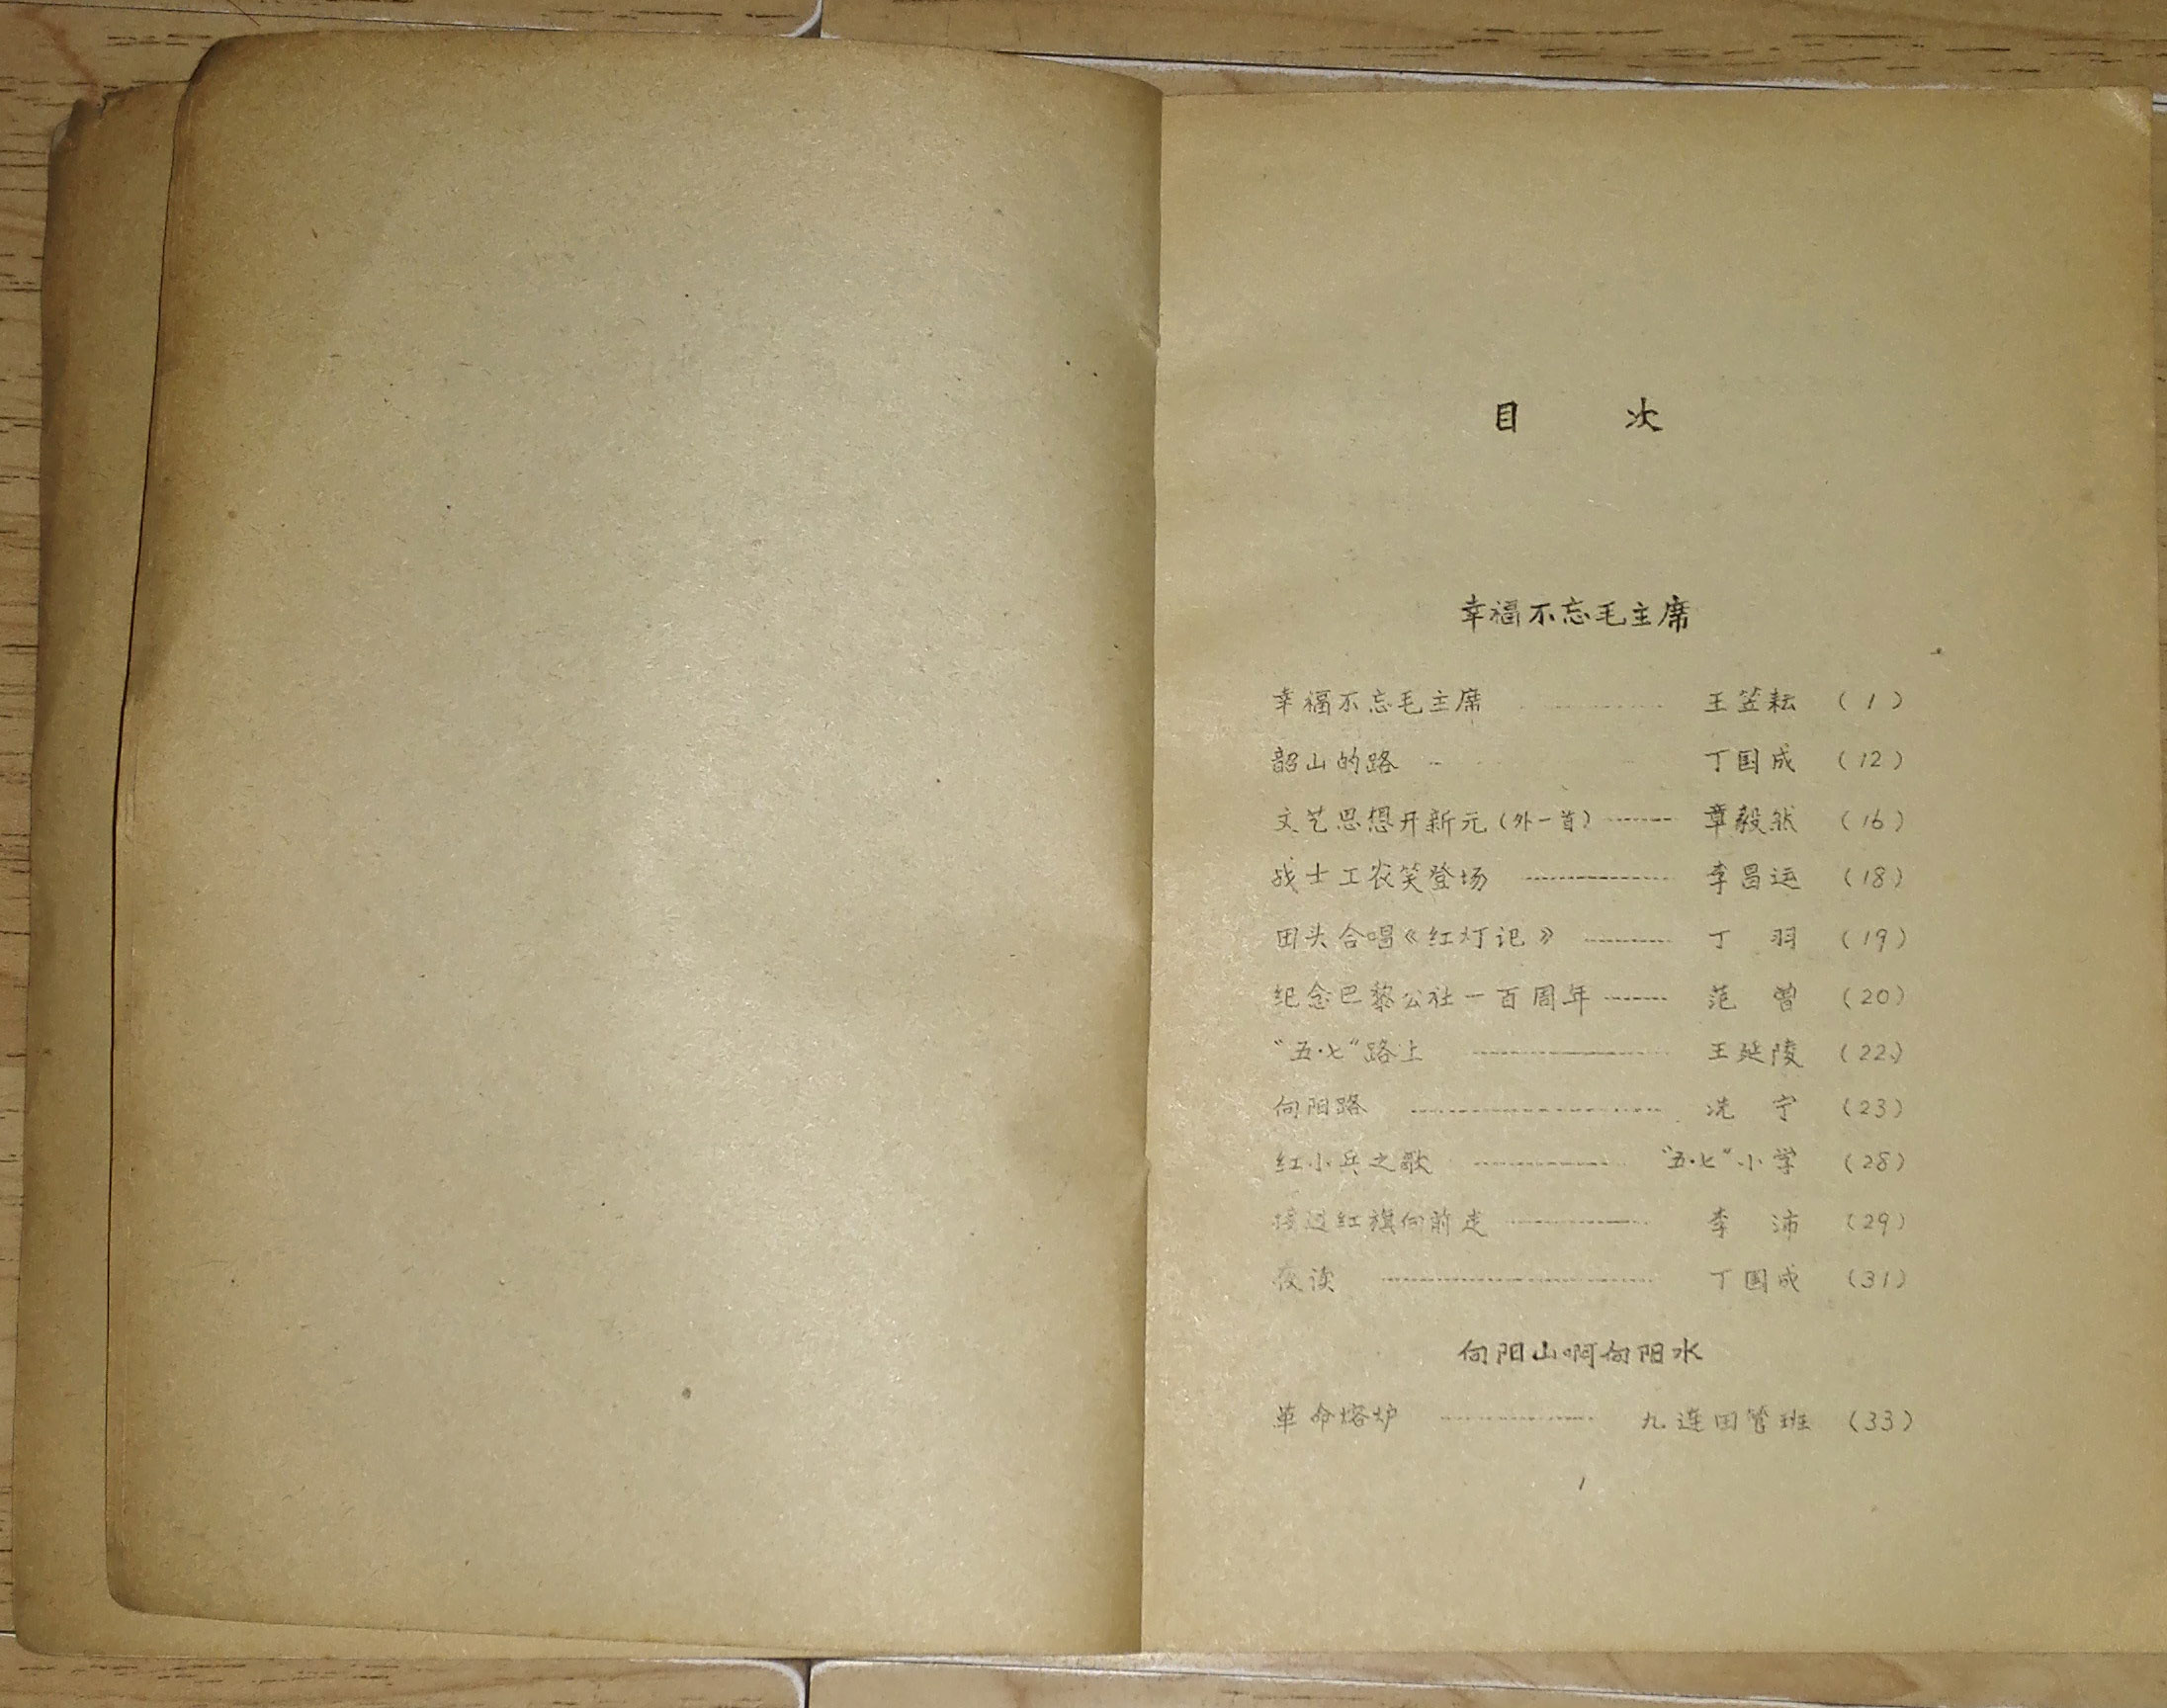 目 次
幸福不忘毛主席
幸福不忘毛主席 ……… 王笠耘 (1)
韶山的路 ……… 丁国成 (12)
文艺思想开新元(外一首) ……… 章毅然 (16)
战士工农笑登场 ……… 李昌运 (18)
田头合唱《红灯记》 ……… 丁 羽 (19)
纪念巴黎公社一百周年 ……… 范 曾 (20)
“五·七”路上 ……… 王延陵 (22)
向阳路 ……… 冼 宁 (23)
红小兵之歌 ……… “五·七”小学 (28)
接过红旗向前走 ……… 李 沛 (29)
夜读 ……… 丁国成 (31)
向阳山啊向阳水
革命熔炉 ……… 九连田管班 (33)
1